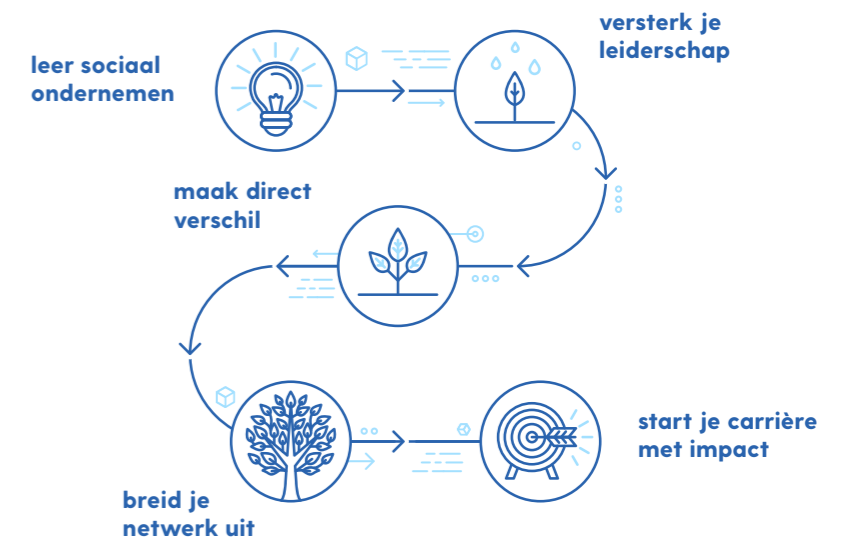 leer sociaal
ondernemen
versterk je
leiderschap
maak direct
verschil
breid je
netwerk uit
start je carrière
met impact